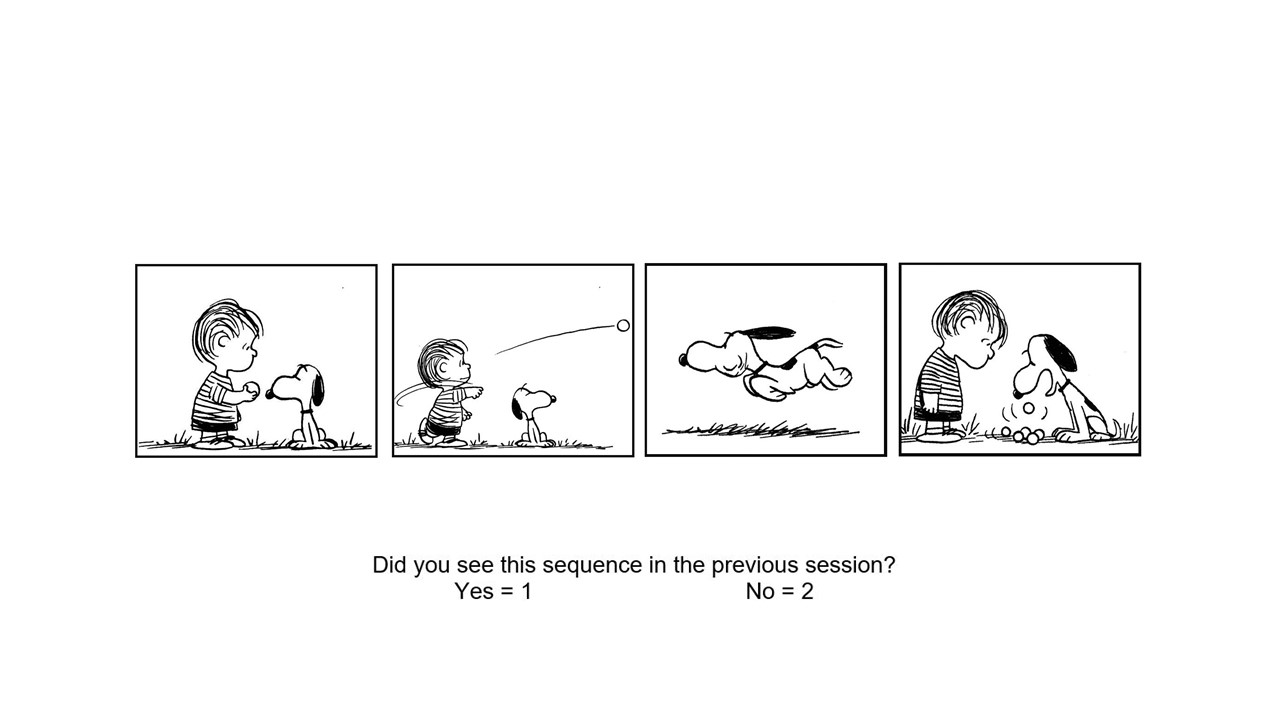 Did you see this sequence in the previous session?
Yes = 1 No = 2